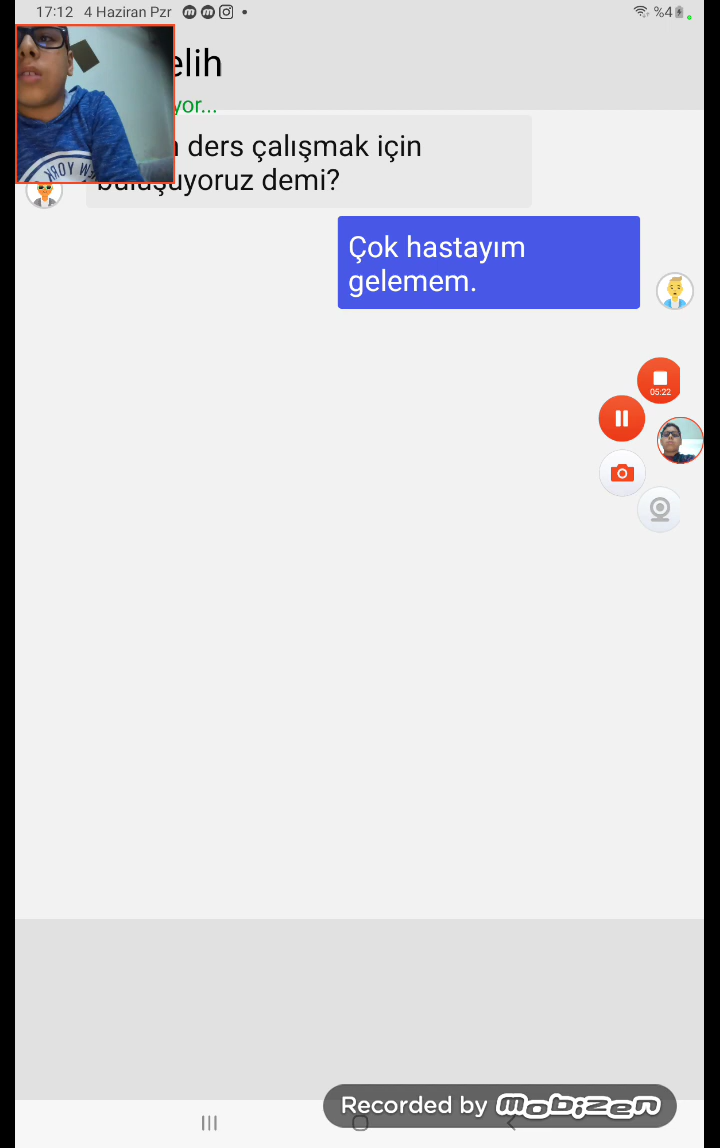 17:12 4 Haziran Pzr
%4
elih
yor...
ders çalışmak için
buluşuyoruz demi?
Çok hastayım
gelemem.
05:22
Recorded by mobizen